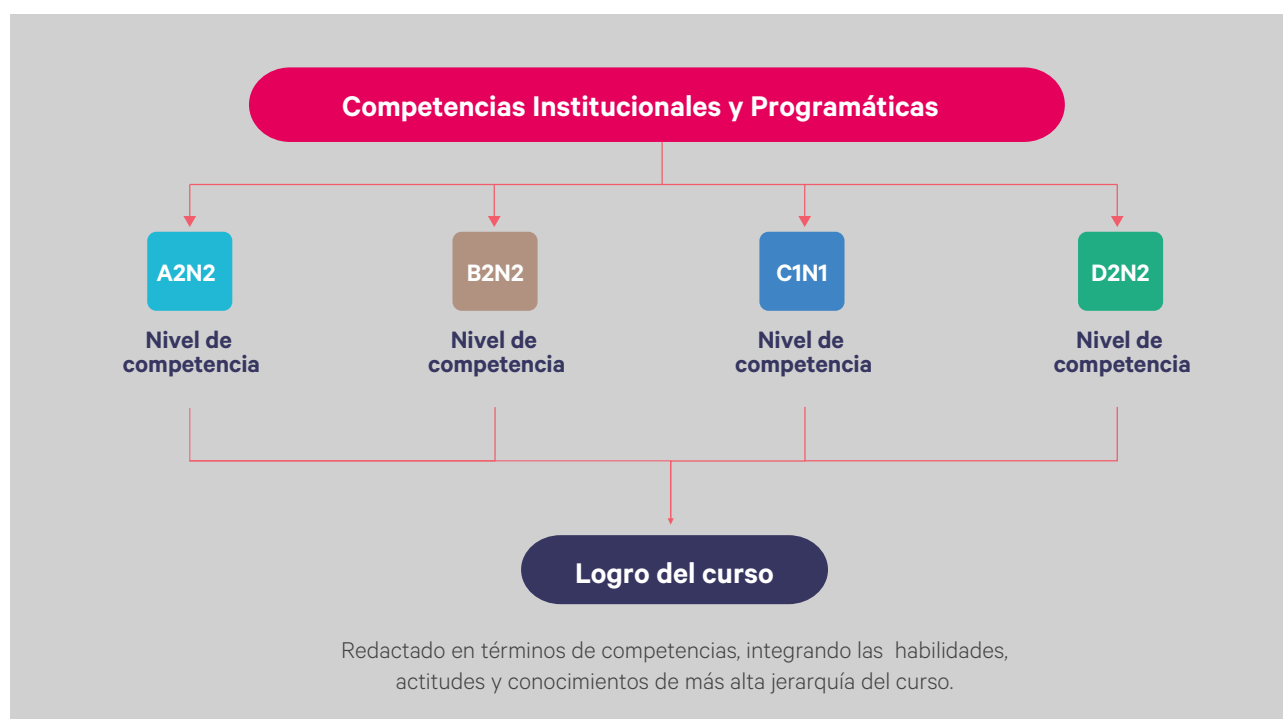 Competencias Institucionales y Programáticas
A2N2
B2N2
C1N1
D2N2
Nivel de
competencia
Nivel de
competencia
Nivel de
competencia
Nivel de
competencia
Logro del curso
Redactado en términos de competencias, integrando las habilidades,
actitudes y conocimientos de más alta jerarquía del curso.